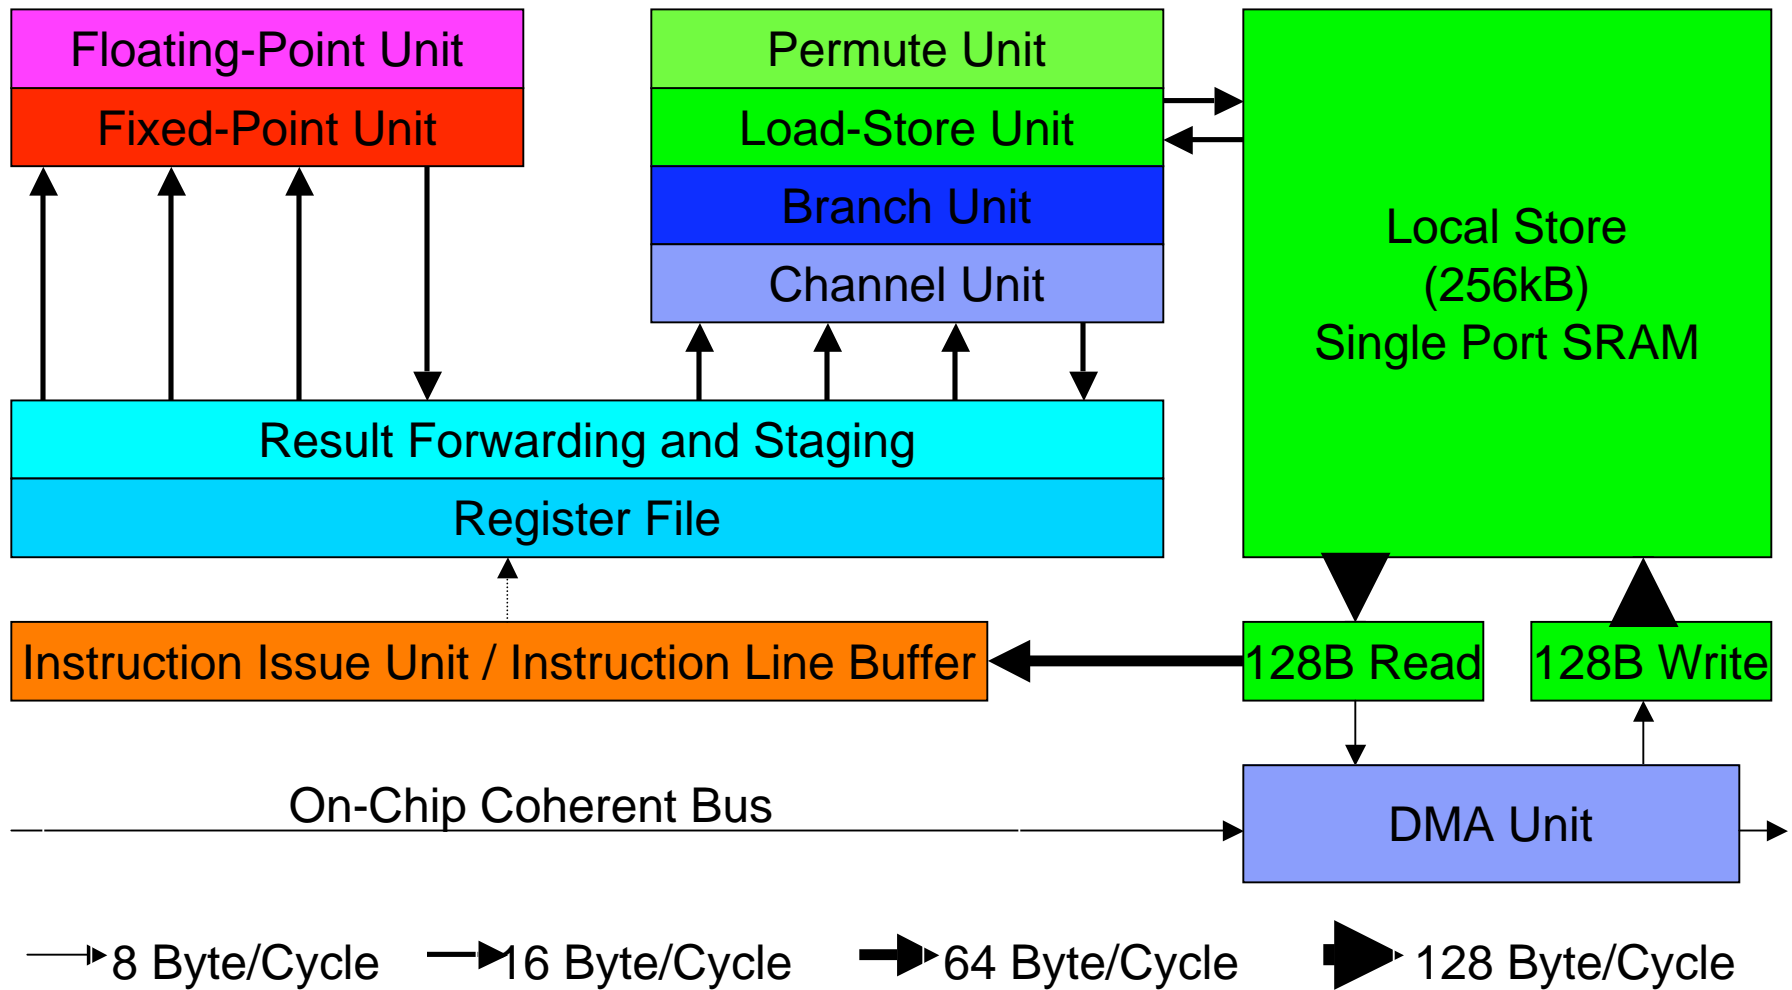 Floating-Point Unit
Fixed-Point Unit
Permute Unit
Load-Store Unit
Branch Unit
Channel Unit
Local Store
(256kB)
Single Port SRAM
Result Forwarding and Staging
Register File
Instruction Issue Unit / Instruction Line Buffer
128B Read
128B Write
On-Chip Coherent Bus
DMA Unit
8 Byte/Cycle
16 Byte/Cycle
64 Byte/Cycle
128 Byte/Cycle